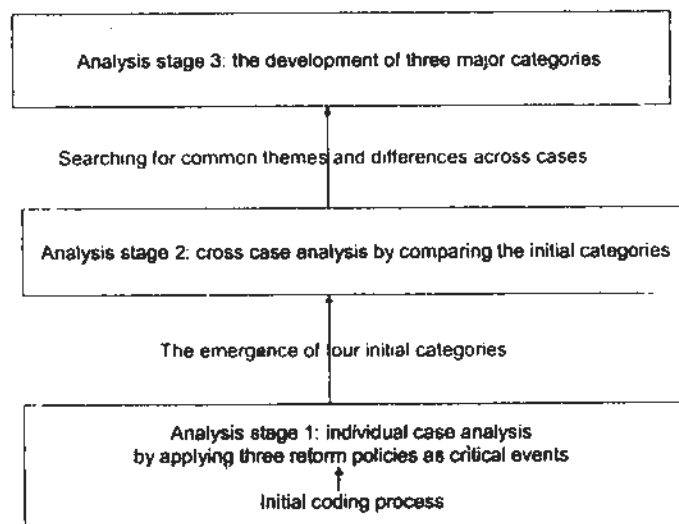 Analysis stage 3: the development of three major categories
Searching for common themes and differences across cases
Analysis stage 2: cross case analysis by comparing the initial categories
The emergence of four initial categories
Analysis stage 1: individual case analysis
by applying three reform policies as critical events
Initial coding process